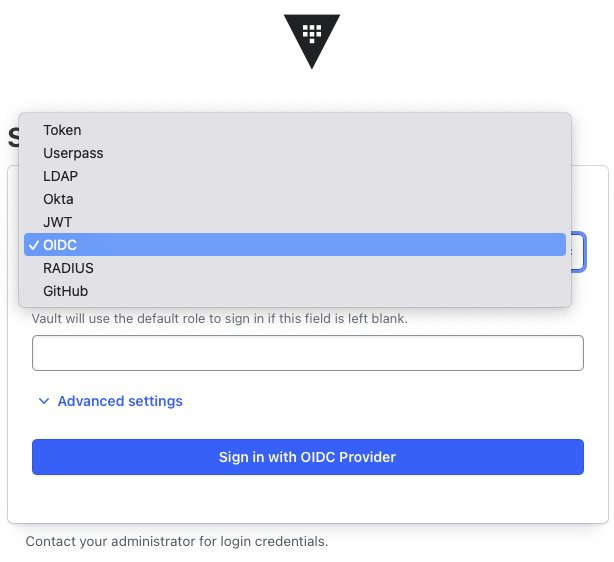 Token
Userpass
LDAP
Okta
JWT
✓ OIDC
RADIUS
GitHub
Vault will use the default role to sign in if this field is left blank.
Advanced settings
Sign in with OIDC Provider
Contact your administrator for login credentials.